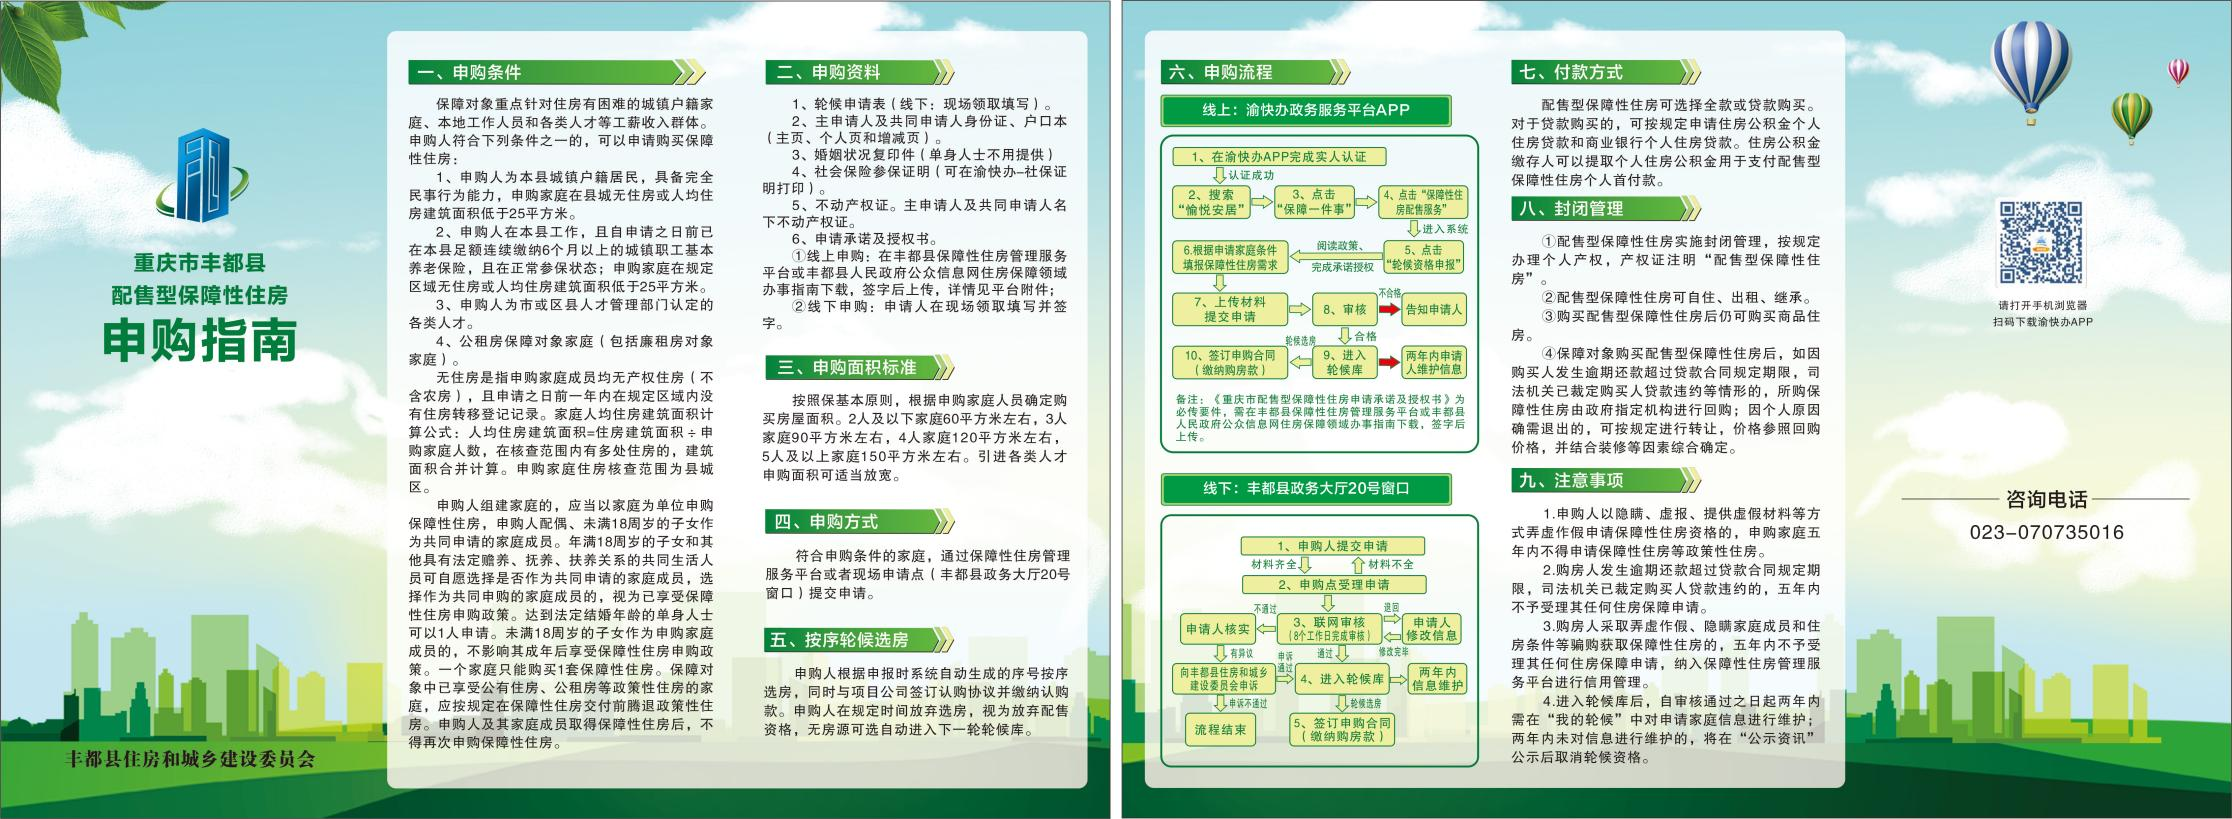 重庆市丰都县
配售型保障性住房
申购指南
丰都县住房和城乡建设委员会
一、申购条件
保障对象重点针对住房有困难的城镇户籍家
庭、本地工作人员和各类人才等工薪收入群体。
申购人符合下列条件之一的，可以申请购买保障
性住房：
1、申购人为本县城镇户籍居民，具备完全
民事行为能力，申购家庭在县城无住房或人均住
房建筑面积低于25平方米。
2、申购人在本县工作，且自申请之日前已
在本县足额连续缴纳6个月以上的城镇职工基本
养老保险，且在正常参保状态；申购家庭在规定
区域无住房或人均住房建筑面积低于25平方米。
3、申购人为市或区县人才管理部门认定的
各类人才。
4、公租房保障对象家庭（包括廉租房对象
家庭）。
无住房是指申购家庭成员均无产权住房（不
含农房），且申请之日前一年内在规定区域内没
有住房转移登记记录。家庭人均住房建筑面积计
算公式：人均住房建筑面积=住房建筑面积÷申
购家庭人数，在核查范围内有多处住房的，建筑
面积合并计算。申购家庭住房核查范围为县城
区。
申购人组建家庭的，应当以家庭为单位申购
保障性住房，申购人配偶、未满18周岁的子女作
为共同申请的家庭成员。年满18周岁的子女和其
他具有法定赡养、抚养、扶养关系的共同生活人
员可自愿选择是否作为共同申请的家庭成员，选
择作为共同申购的家庭成员的，视为已享受保障
性住房申购政策。达到法定结婚年龄的单身人士
可以1人申请。未满18周岁的子女作为申购家庭
成员的，不影响其成年后享受保障性住房申购政
策。一个家庭只能购买1套保障性住房。保障对
象中已享受公有住房、公租房等政策性住房的家
庭，应按规定在保障性住房交付前腾退政策性住
房。申购人及其家庭成员取得保障性住房后，不
得再次申购保障性住房。
二、申购资料
1、轮候申请表（线下：现场领取填写）。
2、主申请人及共同申请人身份证、户口本
（主页、个人页和增减页）。
3、婚姻状况复印件（单身人士不用提供）
4、社会保险参保证明（可在渝快办–社保证
明打印）。
5、不动产权证。主申请人及共同申请人名
下不动产权证。
6、申请承诺及授权书。
①线上申购：在丰都县保障性住房管理服务
平台或丰都县人民政府公众信息网住房保障领域
办事指南下载，签字后上传，详情见平台附件；
②线下申购：申请人在现场领取填写并签
字。
三、申购面积标准
按照保基本原则，根据申购家庭人员确定购
买房屋面积。2人及以下家庭60平方米左右，3人
家庭90平方米左右，4人家庭120平方米左右，
5人及以上家庭150平方米左右。引进各类人才
申购面积可适当放宽。
四、申购方式
符合申购条件的家庭，通过保障性住房管理
服务平台或者现场申请点（丰都县政务大厅20号
窗口）提交申请。
五、按序轮候选房
申购人根据申报时系统自动生成的序号按序
选房，同时与项目公司签订认购协议并缴纳认购
款。申购人在规定时间放弃选房，视为放弃配售
资格，无房源可选自动进入下一轮轮候库。
六、申购流程
线上：渝快办政务服务平台APP
1、在渝快办APP完成实人认证
认证成功
2、搜索
“愉悦安居”
3、点击
“保障一件事”
4、点击“保障性住
房配售服务”
进入系统
5、点击
“轮候资格申报”
阅读政策、
完成承诺授权
6.根据申请家庭条件
填报保障性住房需求
7、上传材料
提交申请
8、审核
不合格
告知申请人
合格
9、进入
轮候库
两年内申请
人维护信息
轮候选房
10、签订申购合同
（缴纳购房款）
备注：《重庆市配售型保障性住房申请承诺及授权书》为
必传要件，需在丰都县保障性住房管理服务平台或丰都县
人民政府公众信息网住房保障领域办事指南下载，签字后
上传。
线下：丰都县政务大厅20号窗口
1、申购人提交申请
材料齐全
材料不全
2、申购点受理申请
不通过
退回
申请人核实
3、联网审核
（8个工作日完成审核）
申请人
修改信息
有异议
申诉
通过
通过
修改完毕
向丰都县住房和城乡
建设委员会申诉
4、进入轮候库
两年内
信息维护
申诉不通过
轮候选房
流程结束
5、签订申购合同
（缴纳购房款）
七、付款方式
配售型保障性住房可选择全款或贷款购买。
对于贷款购买的，可按规定申请住房公积金个人
住房贷款和商业银行个人住房贷款。住房公积金
缴存人可以提取个人住房公积金用于支付配售型
保障性住房个人首付款。
八、封闭管理
①配售型保障性住房实施封闭管理，按规定
办理个人产权，产权证注明“配售型保障性住
房”。
②配售型保障性住房可自住、出租、继承。
③购买配售型保障性住房后仍可购买商品住
房。
④保障对象购买配售型保障性住房后，如因
购买人发生逾期还款超过贷款合同规定期限，司
法机关已裁定购买人贷款违约等情形的，所购保
障性住房由政府指定机构进行回购；因个人原因
确需退出的，可按规定进行转让，价格参照回购
价格，并结合装修等因素综合确定。
九、注意事项
1.申购人以隐瞒、虚报、提供虚假材料等方
式弄虚作假申请保障性住房资格的，申购家庭五
年内不得申请保障性住房等政策性住房。
2.购房人发生逾期还款超过贷款合同规定期
限，司法机关已裁定购买人贷款违约的，五年内
不予受理其任何住房保障申请。
3.购房人采取弄虚作假、隐瞒家庭成员和住
房条件等骗购获取保障性住房的，五年内不予受
理其任何住房保障申请，纳入保障性住房管理服
务平台进行信用管理。
4.进入轮候库后，自审核通过之日起两年内
需在“我的轮候”中对申请家庭信息进行维护；
两年内未对信息进行维护的，将在“公示资讯”
公示后取消轮候资格。
请打开手机浏览器
扫码下载渝快办APP
咨询电话
023-070735016